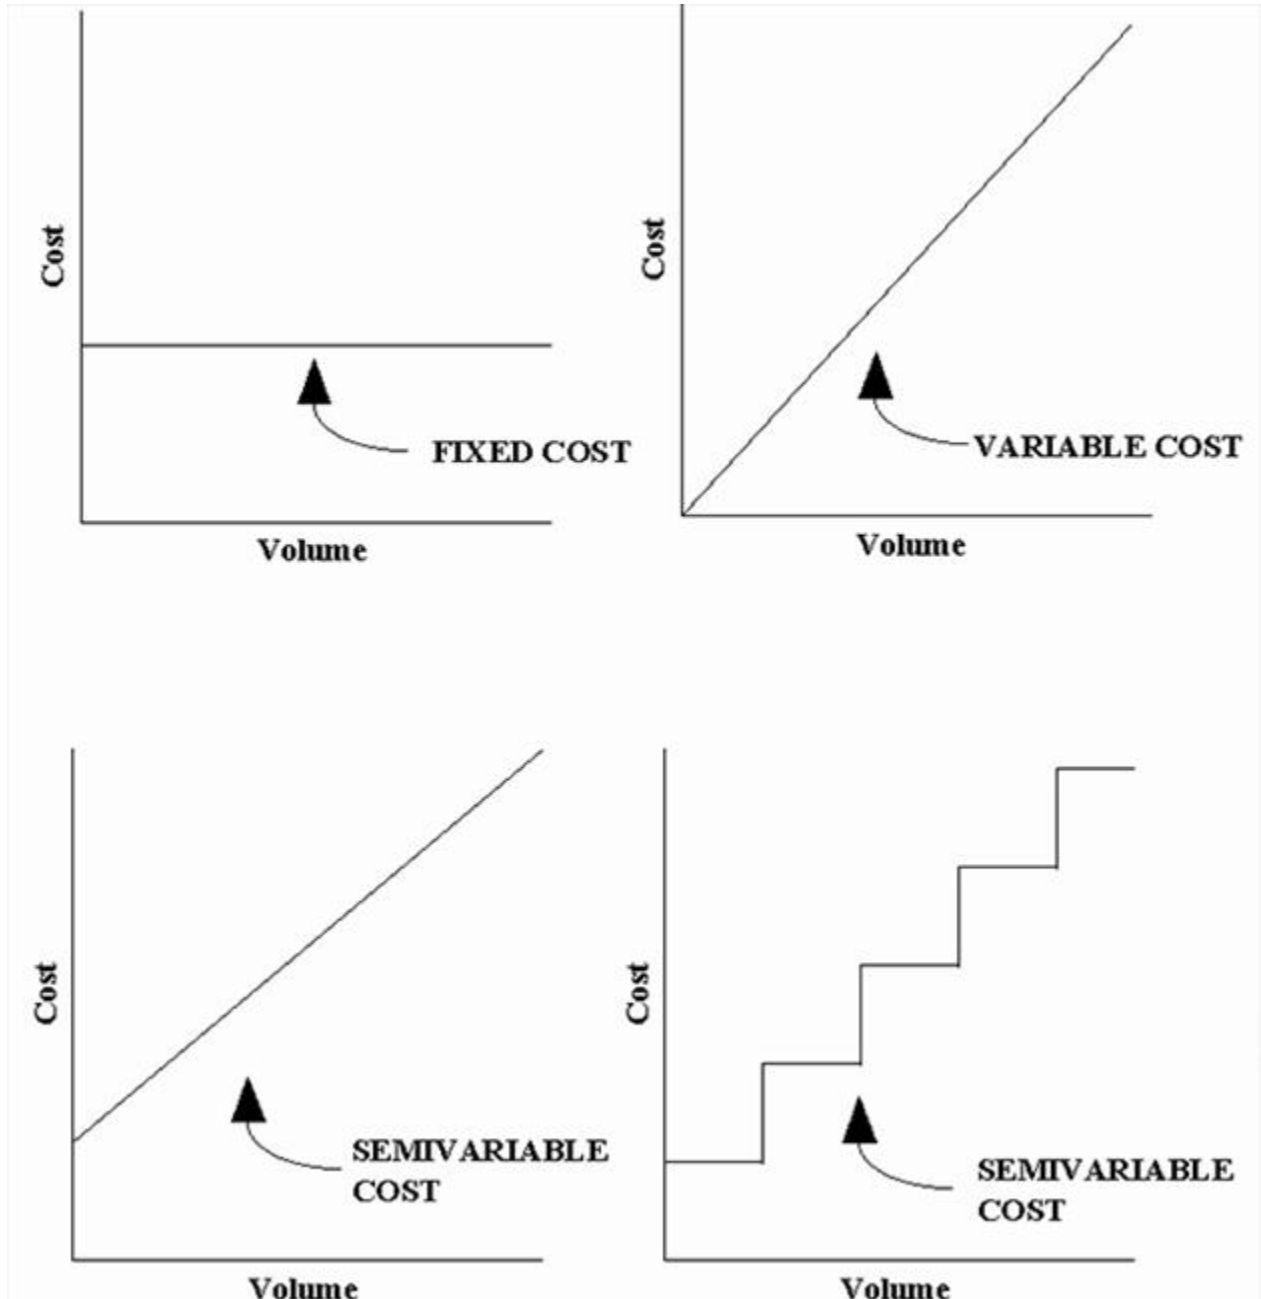 Cost
FIXED COST
Volume
Cost
VARIABLE COST
Volume
Cost
SEMIVARIABLE
COST
Volume
Cost
SEMIVARIABLE
COST
Volume